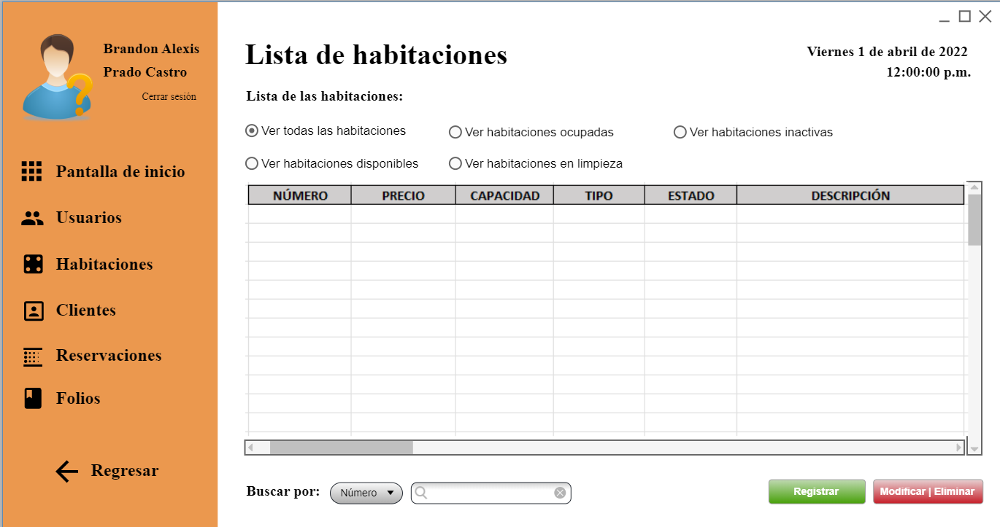 Brandon Alexis
Prado Castro
Cerrar sesión
Pantalla de inicio
Usuarios
Habitaciones
Clientes
Reservaciones
Folios
Regresar
Lista de habitaciones
Viernes 1 de abril de 2022
12:00:00 p.m.
Lista de las habitaciones:
Ver todas las habitaciones
Ver habitaciones ocupadas
Ver habitaciones inactivas
Ver habitaciones disponibles
Ver habitaciones en limpieza
NÚMERO PRECIO CAPACIDAD TIPO ESTADO DESCRIPCIÓN
Buscar por: Número
Registrar
Modificar | Eliminar